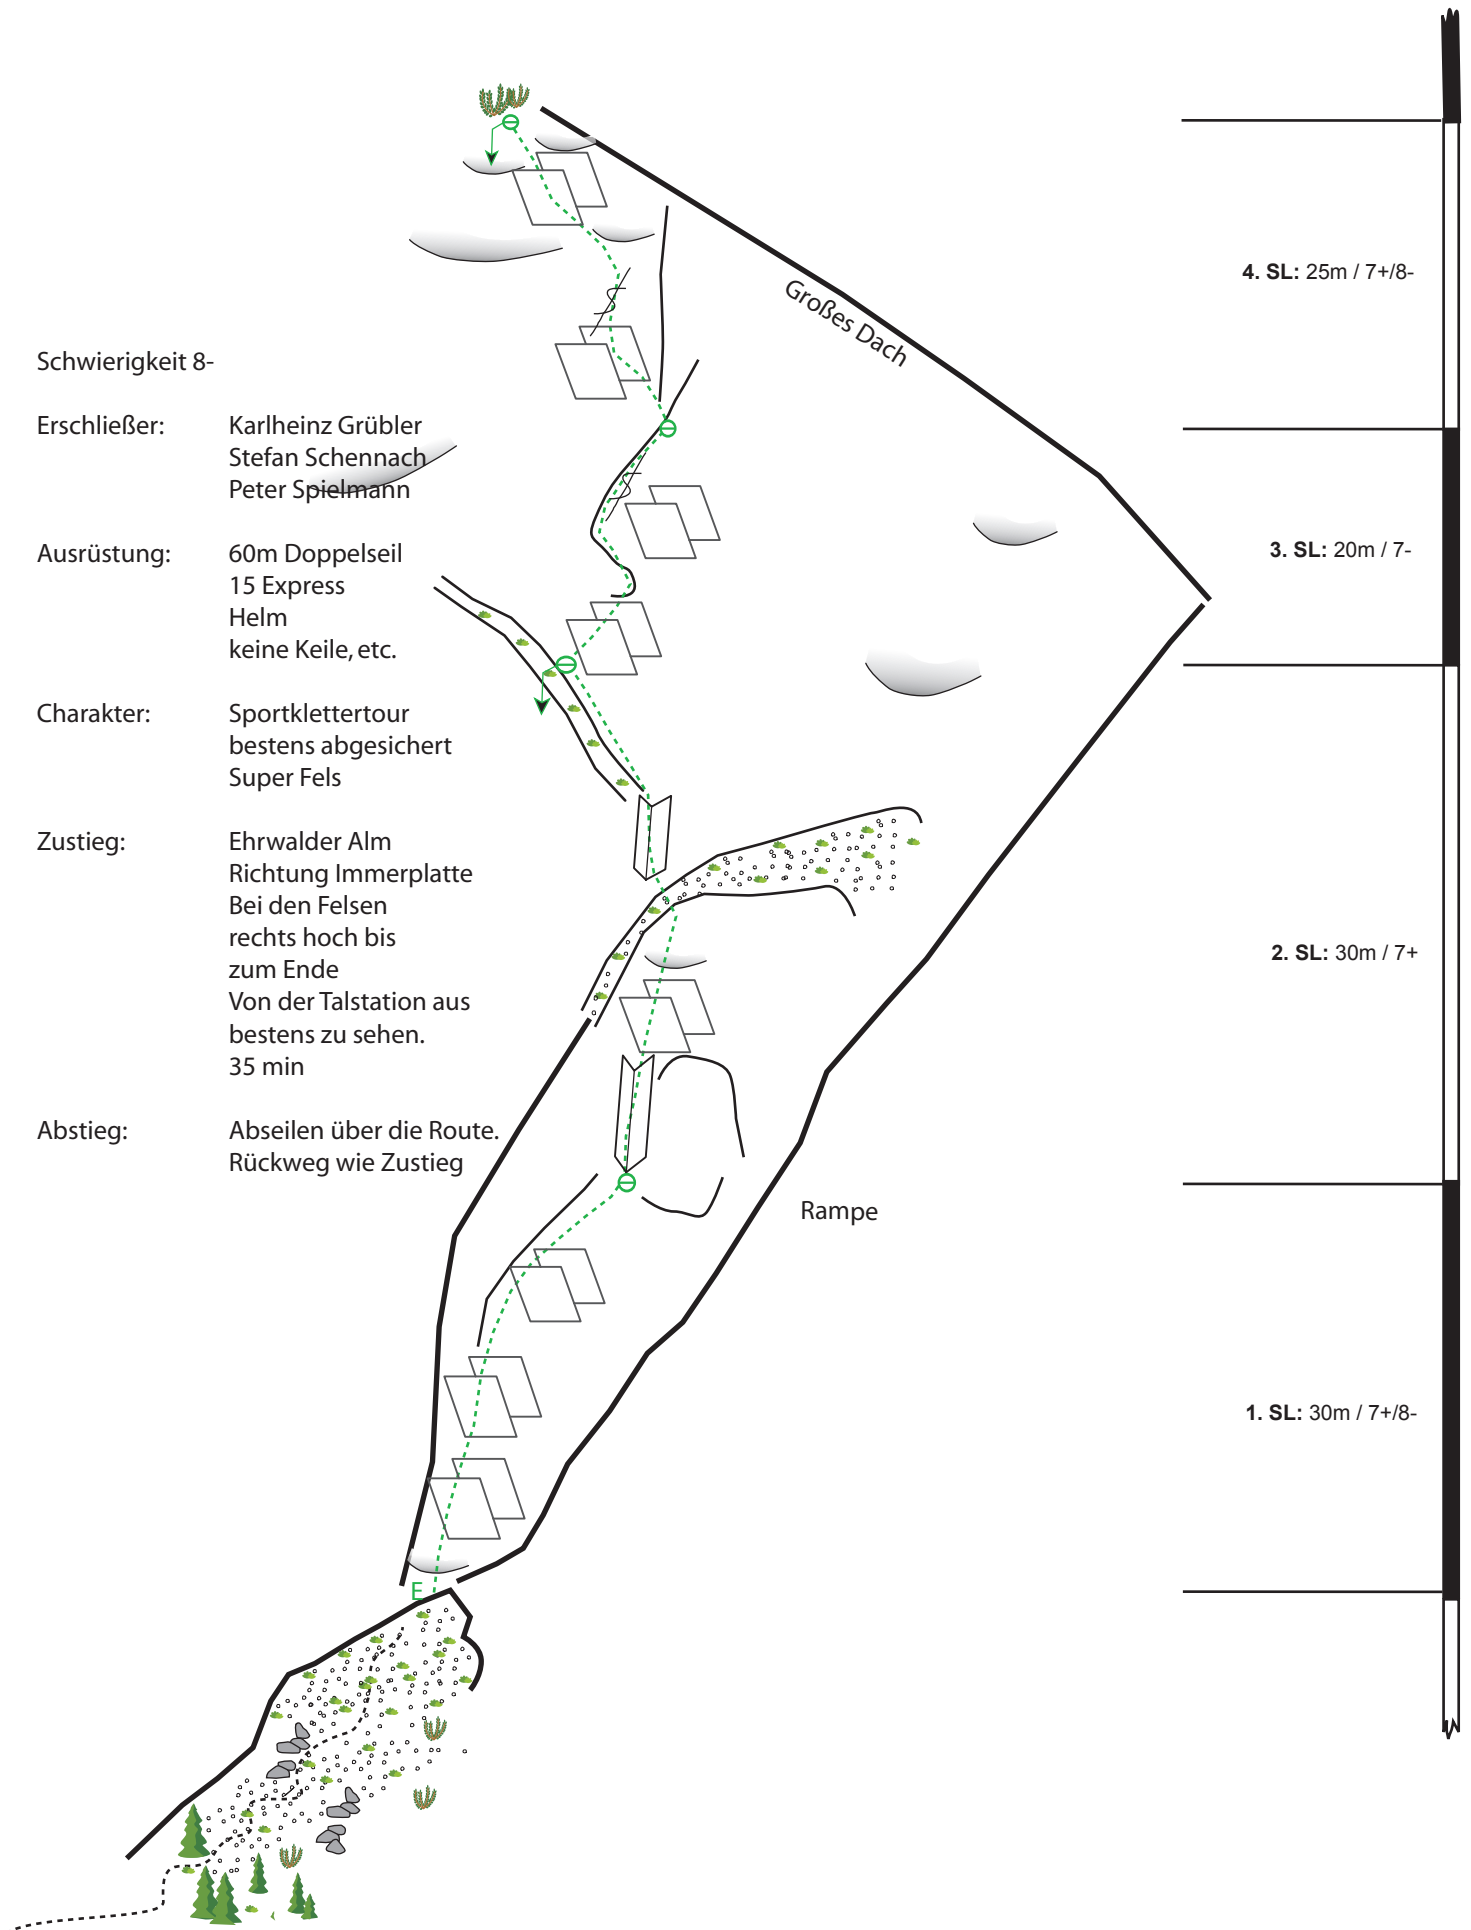 4. SL: 25m / 7+/8-
Großes Dach
Schwierigkeit 8-
Erschließer: Karlheinz Grübler
Stefan Schennach
Peter Spielmann
Ausrüstung: 60m Doppelseil
15 Express
Helm
keine Keile, etc.
3. SL: 20m / 7-
Charakter: Sportklettertour
bestens abgesichert
Super Fels
Zustieg: Ehrwalder Alm
Richtung Immerplatte
Bei den Felsen
rechts hoch bis
zum Ende
Von der Talstation aus
bestens zu sehen.
35 min
2. SL: 30m / 7+
Abstieg: Abseilen über die Route.
Rückweg wie Zustieg
Rampe
1. SL: 30m / 7+/8-
E